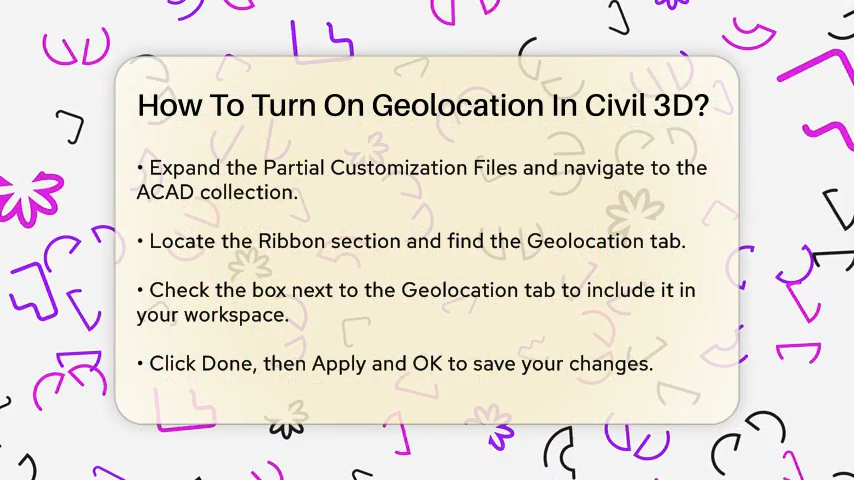 How To Turn On Geolocation In Civil 3D?
• Expand the Partial Customization Files and navigate to the
ACAD collection.
• Locate the Ribbon section and find the Geolocation tab.
• Check the box next to the Geolocation tab to include it in
your workspace.
• Click Done, then Apply and OK to save your changes.